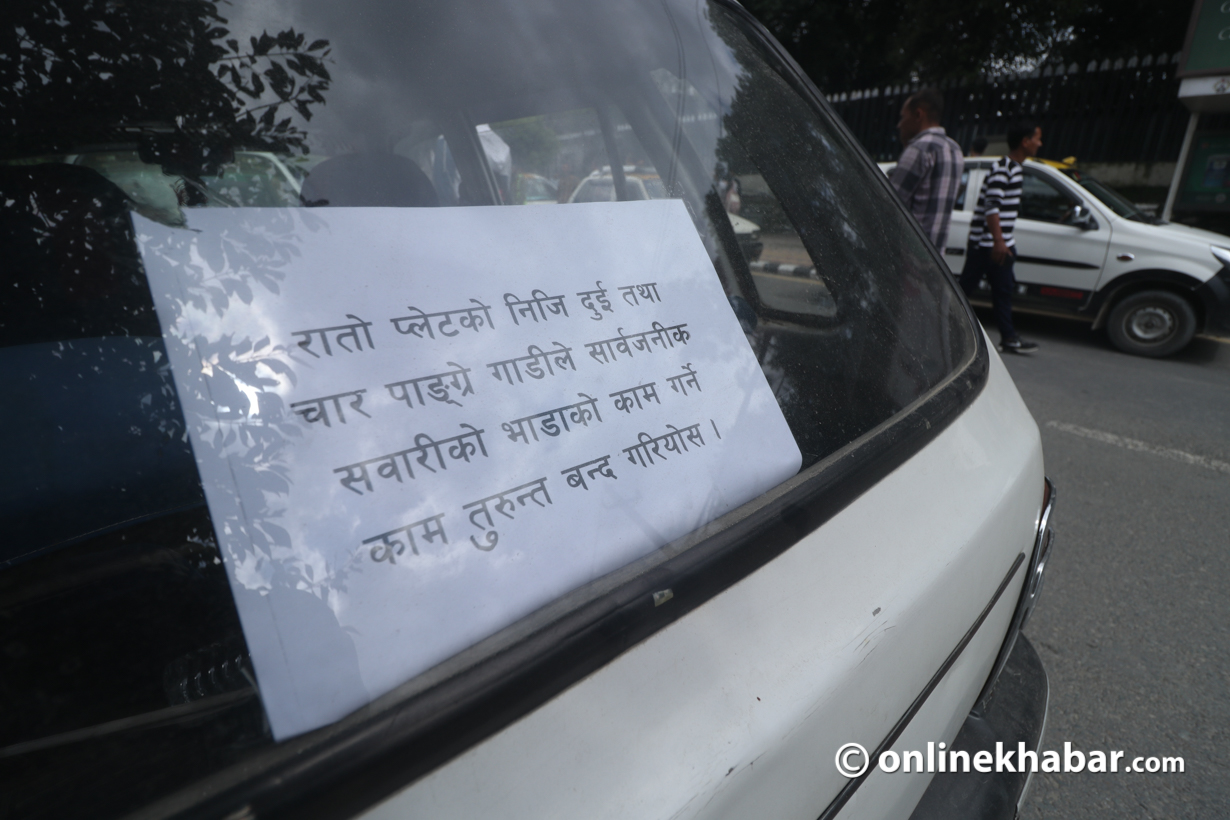 रातो प्लेटको निजि दुई तथा
चार पाङ्ग्रे गाडीले सार्वजनीक
सवारीको भाडाको काम गर्ने
काम तुरुन्त बन्द गरियोस ।
© onlinekhabar.com